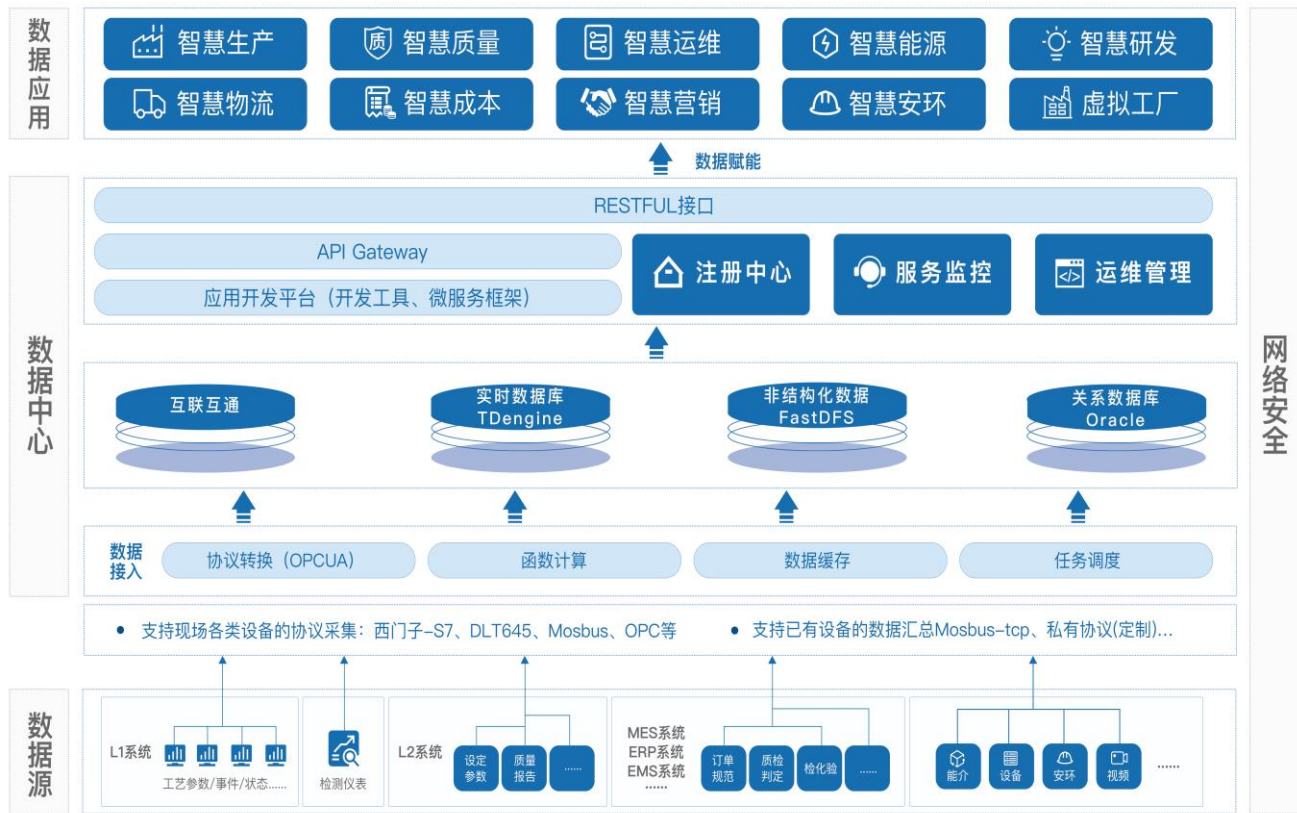 数据应用
智慧生产
智慧质量
智慧运维
智慧能源
智慧研发
智慧物流
智慧成本
智慧营销
智慧安环
虚拟工厂
数据赋能
数据中心
RESTFUL接口
API Gateway
应用开发平台（开发工具、微服务框架）
注册中心
服务监控
运维管理
互联互通
实时数据库
TDengine
非结构化数据
FastDFS
关系数据库
Oracle
数据
接入
协议转换（OPCUA）
函数计算
数据缓存
任务调度
• 支持现场各类设备的协议采集：西门子-S7、DLT645、Mosbus、OPC等
• 支持已有设备的数据汇总Mosbus-tcp、私有协议(定制)...
数据源
L1系统
工艺参数/事件/状态......
检测仪表
L2系统
设定
参数
质量
报告
......
MES系统
ERP系统
EMS系统
......
订单
规范
质检
判定
检化验
......
能介
设备
安环
视频
......
网络安全
质